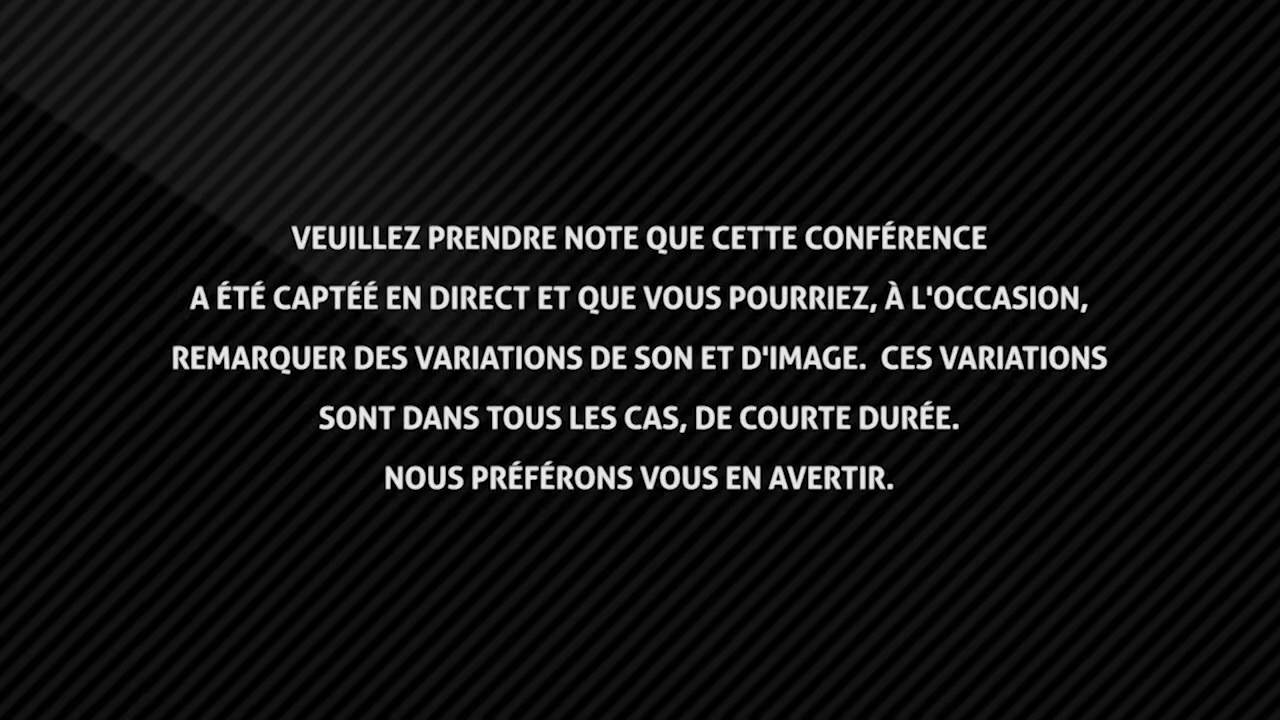 VEUILLEZ PRENDRE NOTE QUE CETTE CONFÉRENCE
A ÉTÉ CAPTÉÉ EN DIRECT ET QUE VOUS POURRIEZ, À L'OCCASION,
REMARQUER DES VARIATIONS DE SON ET D'IMAGE.  CES VARIATIONS
SONT DANS TOUS LES CAS, DE COURTE DURÉE.
NOUS PRÉFÉRONS VOUS EN AVERTIR.